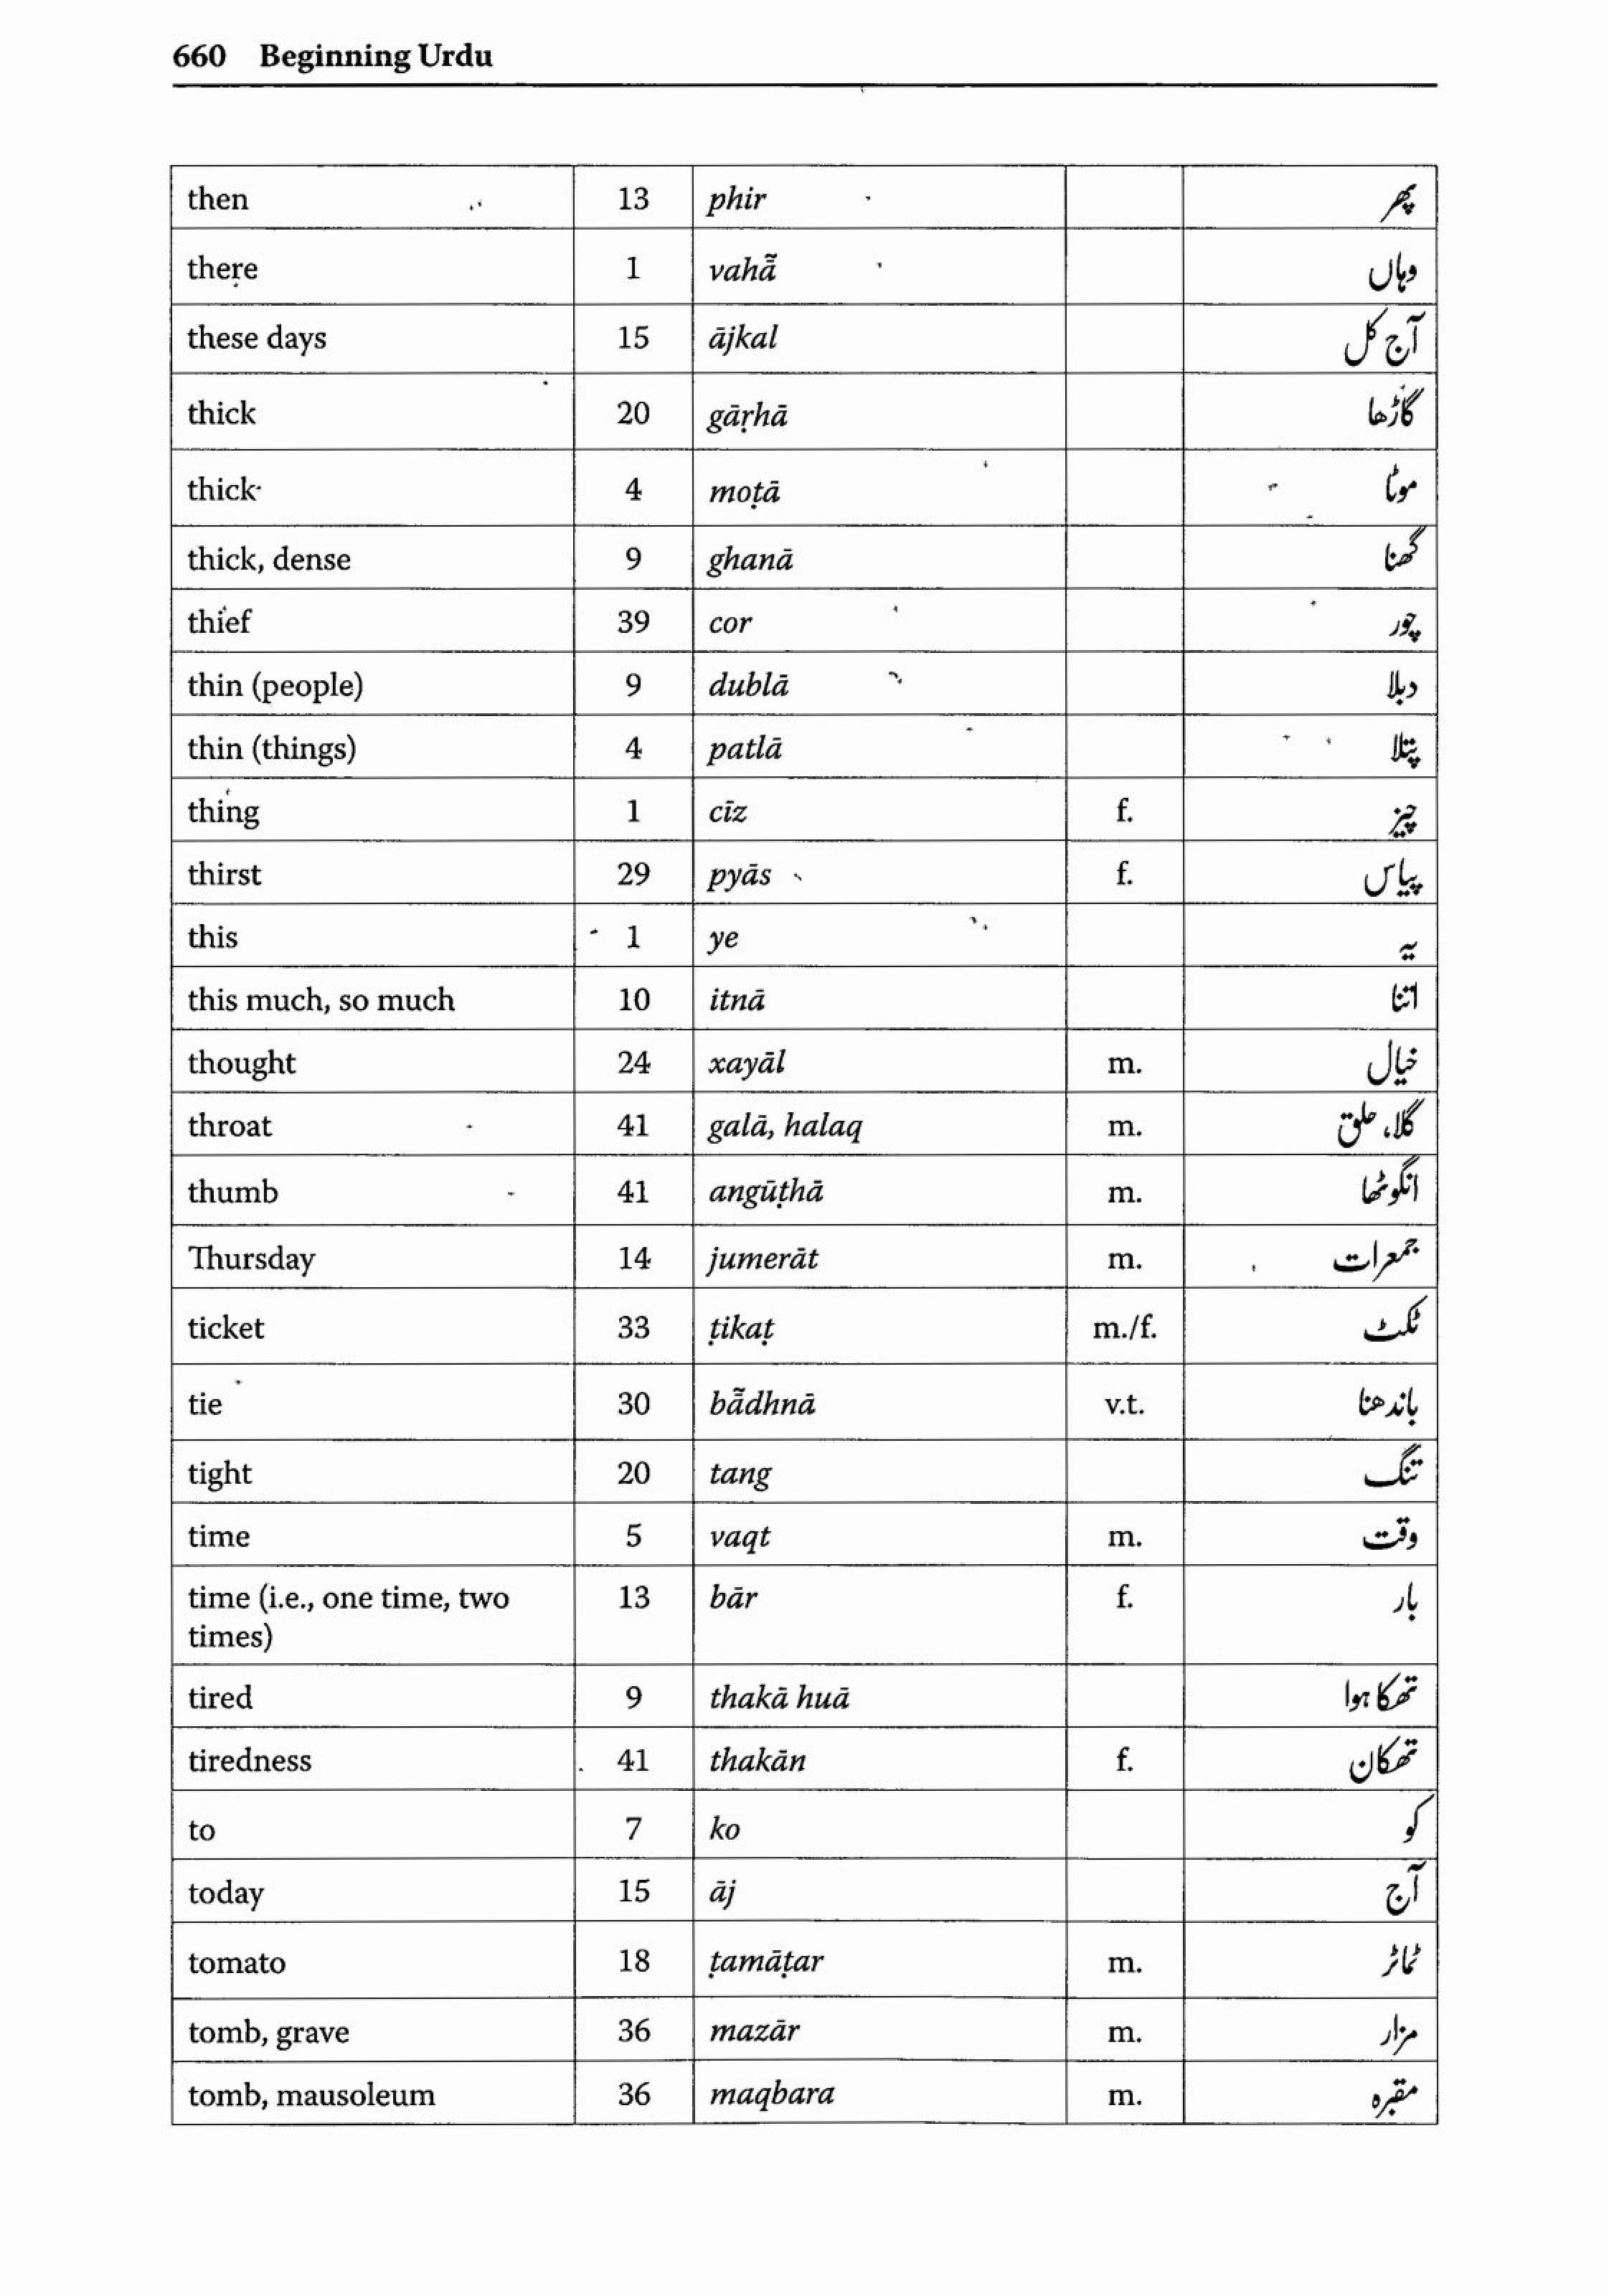 660 Beginning Urdu
then 13 phir پھر
there 1 vahā̃ وہاں
these days 15 ājkal آج کل
thick 20 gāṛhā گاڑھا
thick 4 moṭā موٹا
thick, dense 9 ghanā گھنا
thief 39 cor چور
thin (people) 9 dublā دبلا
thin (things) 4 patlā پتلا
thing 1 cīz f. چیز
thirst 29 pyās f. پیاس
this 1 ye یہ
this much, so much 10 itnā اتنا
thought 24 xayāl m. خیال
throat 41 galā, halaq m. گلا، حلق
thumb 41 angūṭhā m. انگوٹھا
Thursday 14 jumerāt m. جمعرات
ticket 33 ṭikaṭ m./f. ٹکٹ
tie 30 bā̃dhnā v.t. باندھنا
tight 20 tang تنگ
time 5 vaqt m. وقت
time (i.e., one time, two 13 bār f. بار
times)
tired 9 thakā huā تھکا ہوا
tiredness 41 thakān f. تھکان
to 7 ko کو
today 15 āj آج
tomato 18 ṭamāṭar m. ٹماٹر
tomb, grave 36 mazār m. مزار
tomb, mausoleum 36 maqbara m. مقبرہ